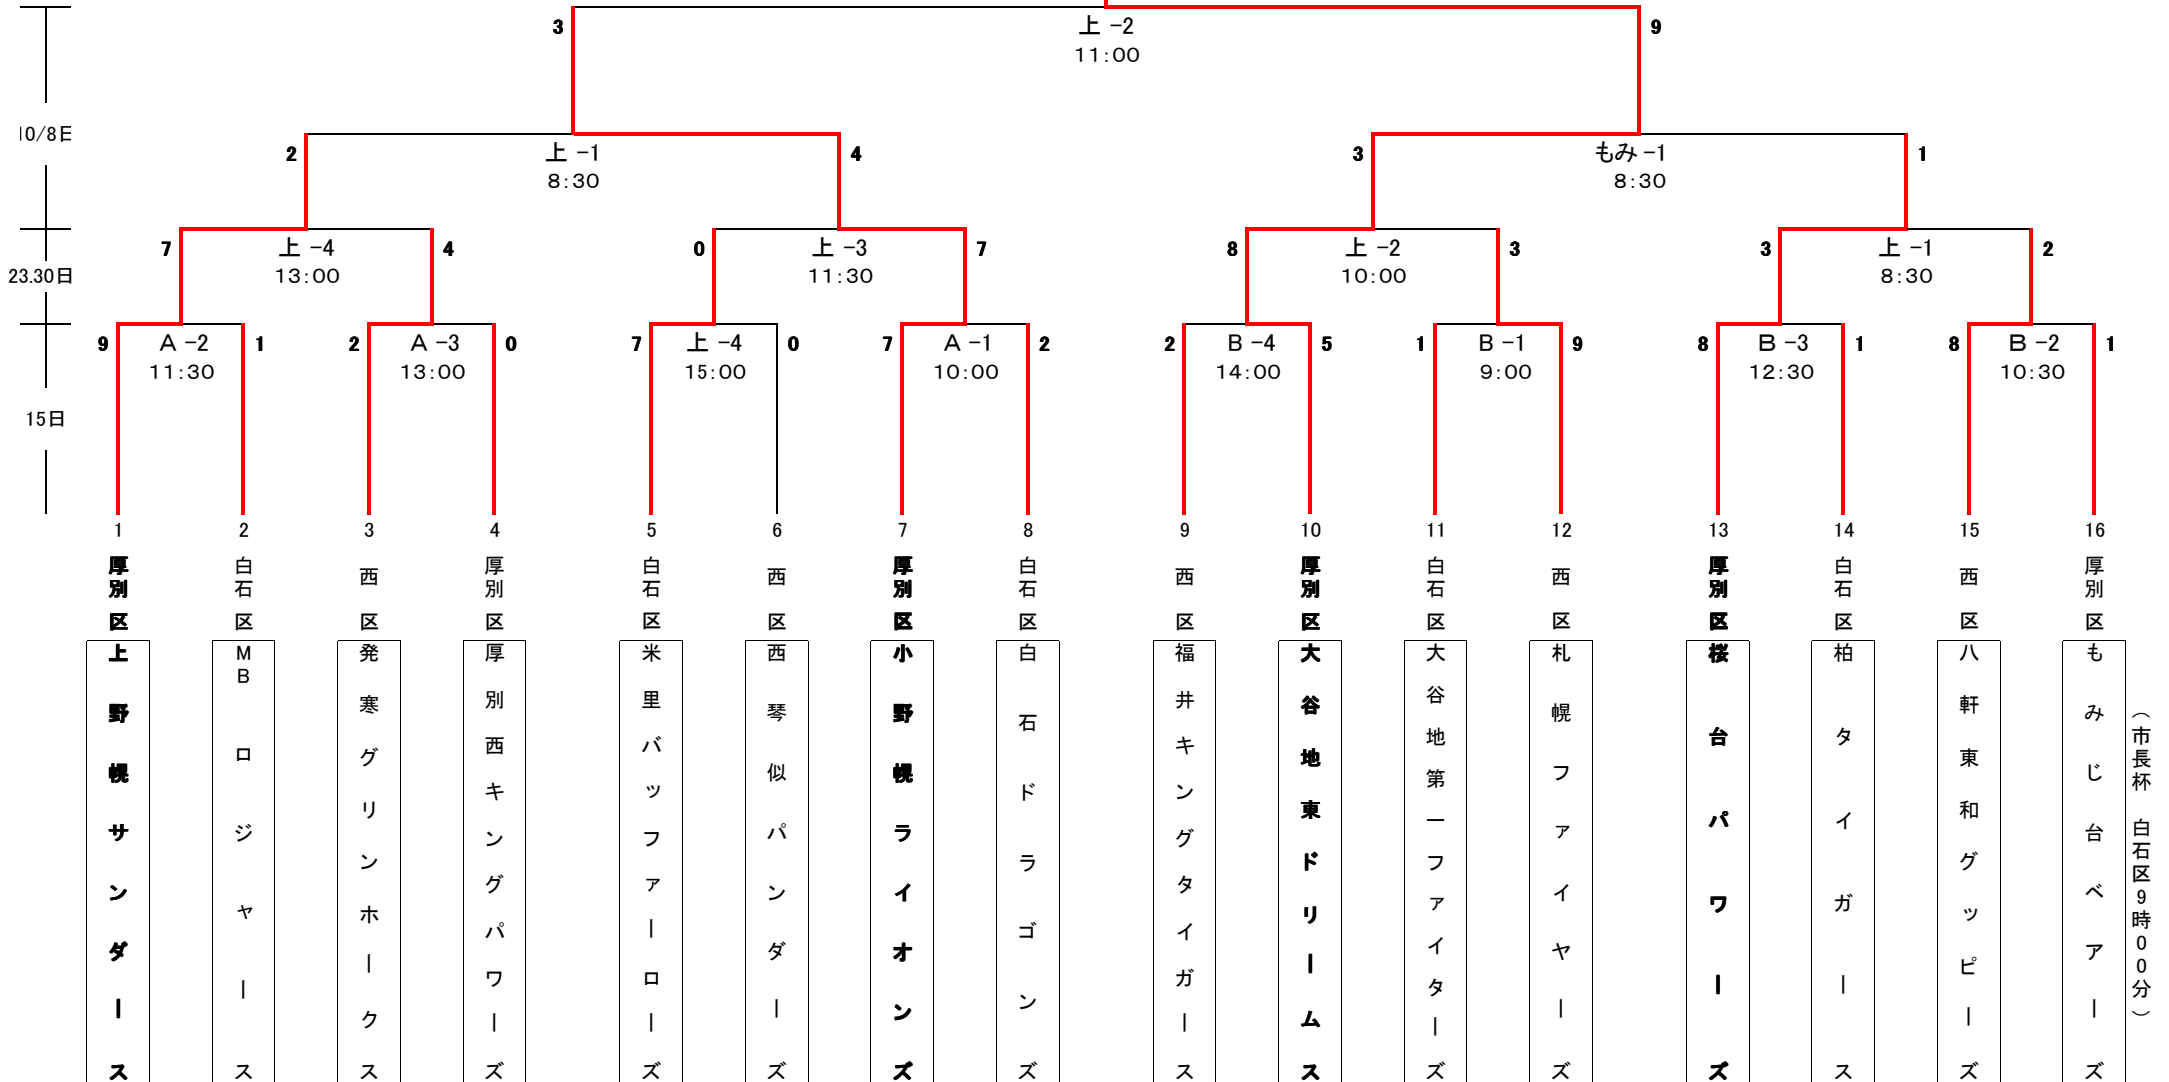 3
上 -2
9
11:00
10/8日
2
上 -1
4
3
もみ -1
1
8:30
8:30
7
上 -4
4
0
上 -3
7
8
上 -2
3
3
上 -1
2
23.30日
13:00
11:30
10:00
8:30
9
A -2
1
2
A -3
0
7
上 -4
0
7
A -1
2
2
B -4
5
1
B -1
9
8
B -3
1
8
B -2
1
11:30
13:00
15:00
10:00
14:00
9:00
12:30
10:30
15日
1
厚別区
上野幌サンダース
2
白石区
MBロジャース
3
西区
発寒グリンホークス
4
厚別区
厚別西キングパワーズ
5
白石区
米里バッファーローズ
6
西区
西琴似パンダーズ
7
厚別区
小野幌ライオンズ
8
白石区
白石ドラゴンズ
9
西区
福井キングタイガース
10
厚別区
大谷地東ドリームス
11
白石区
大谷地第一ファイターズ
12
西区
札幌ファイヤーズ
13
厚別区
桜台パワーズ
14
白石区
柏タイガース
15
西区
八軒東和グッピーズ
16
厚別区
もみじ台ベアーズ
（市長杯 白石区9時00分）